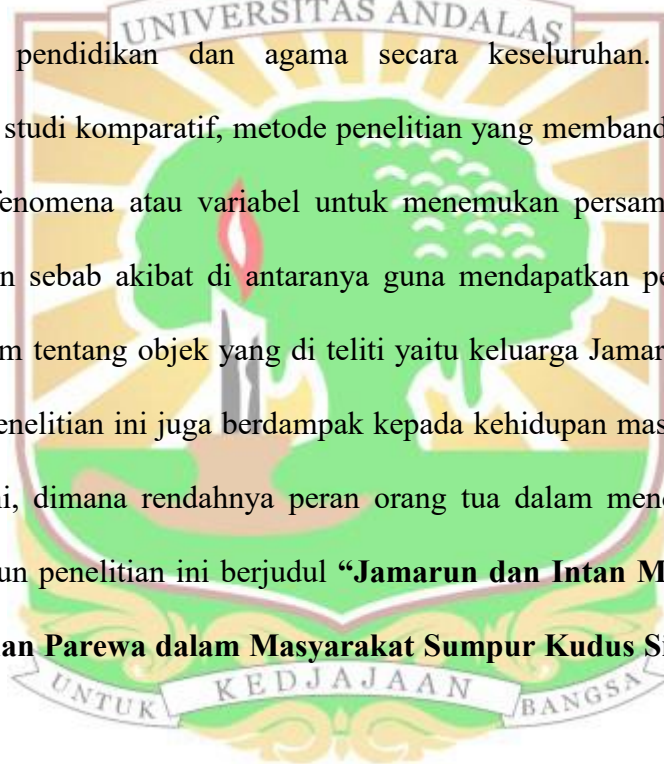 UNIVERSITAS ANDALAS
pendidikan dan agama secara keseluruhan.
studi komparatif, metode penelitian yang memband
fenomena atau variabel untuk menemukan persam
n sebab akibat di antaranya guna mendapatkan pe
m tentang objek yang di teliti yaitu keluarga Jamar
enelitian ini juga berdampak kepada kehidupan mas
ni, dimana rendahnya peran orang tua dalam mend
un penelitian ini berjudul “Jamarun dan Intan M
an Parewa dalam Masyarakat Sumpur Kudus Si
UNTUK KEDJAJAAN BANGSA